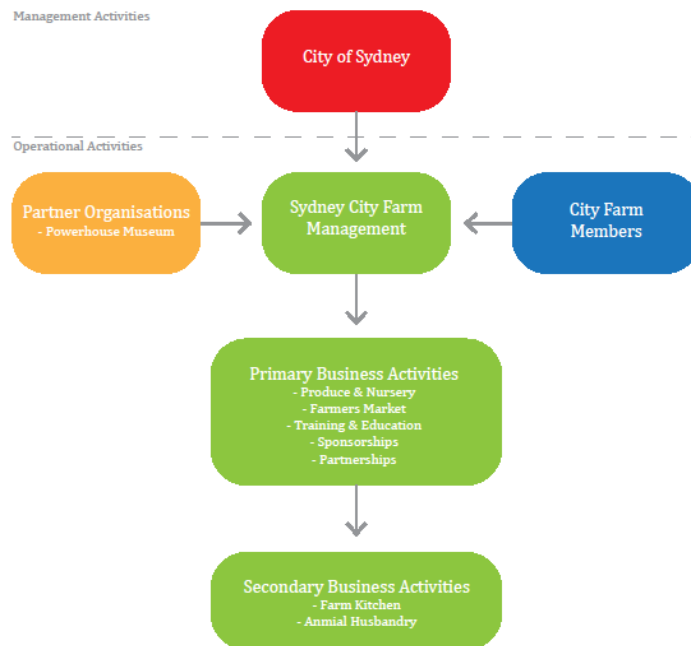 Management Activities
City of Sydney
Operational Activities
Partner Organisations
- Powerhouse Museum
Sydney City Farm
Management
City Farm
Members
Primary Business Activities
- Produce & Nursery
- Farmers Market
- Training & Education
- Sponsorships
- Partnerships
Secondary Business Activities
- Farm Kitchen
- Anmial Husbandry